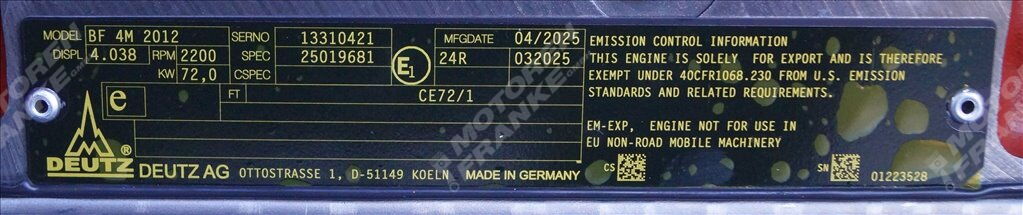 MODEL BF 4M 2012 SERNO 13310421 MFGDATE 04/2025
DISPL 4.038 RPM 2200 SPEC 25019681 E1 24R 032025
KW 72,0 CSPEC
e FT CE72/1
EMISSION CONTROL INFORMATION
THIS ENGINE IS SOLELY FOR EXPORT AND IS THEREFORE
EXEMPT UNDER 40CFR1068.230 FROM U.S. EMISSION
STANDARDS AND RELATED REQUIREMENTS.
EM-EXP, ENGINE NOT FOR USE IN
EU NON-ROAD MOBILE MACHINERY
CS SN 01223528
DEUTZ ® DEUTZ AG OTTOSTRASSE 1, D-51149 KOELN MADE IN GERMANY
MOTOREN
FRANKE